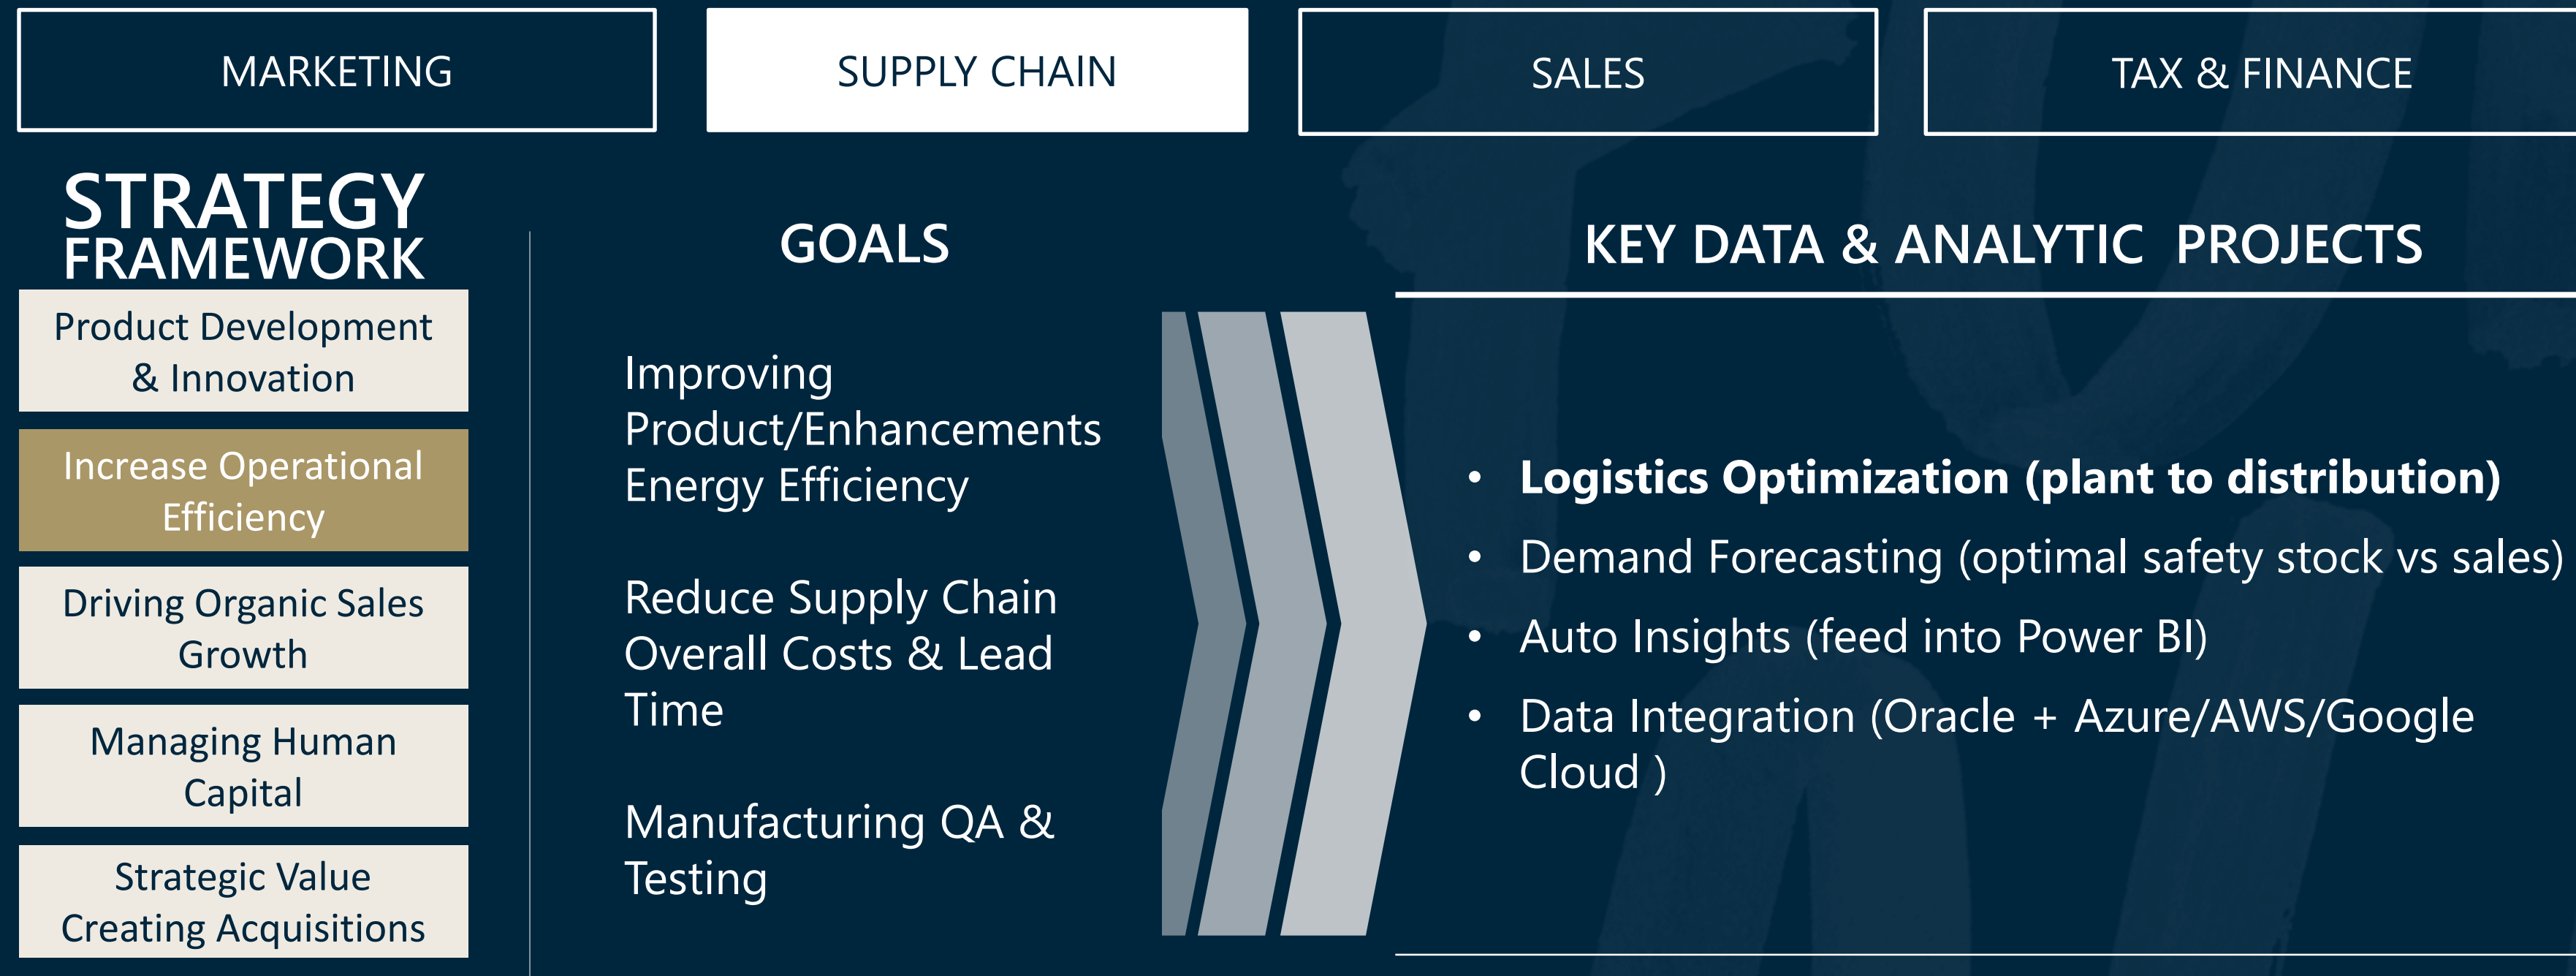 MARKETING
SUPPLY CHAIN
SALES
TAX & FINANCE
STRATEGY
FRAMEWORK
Product Development
& Innovation
Increase Operational
Efficiency
Driving Organic Sales
Growth
Managing Human
Capital
Strategic Value
Creating Acquisitions
GOALS
Improving
Product/Enhancements
Energy Efficiency
Reduce Supply Chain
Overall Costs & Lead
Time
Manufacturing QA &
Testing
KEY DATA & ANALYTIC PROJECTS
• Logistics Optimization (plant to distribution)
• Demand Forecasting (optimal safety stock vs sales)
• Auto Insights (feed into Power BI)
• Data Integration (Oracle + Azure/AWS/Google
Cloud )